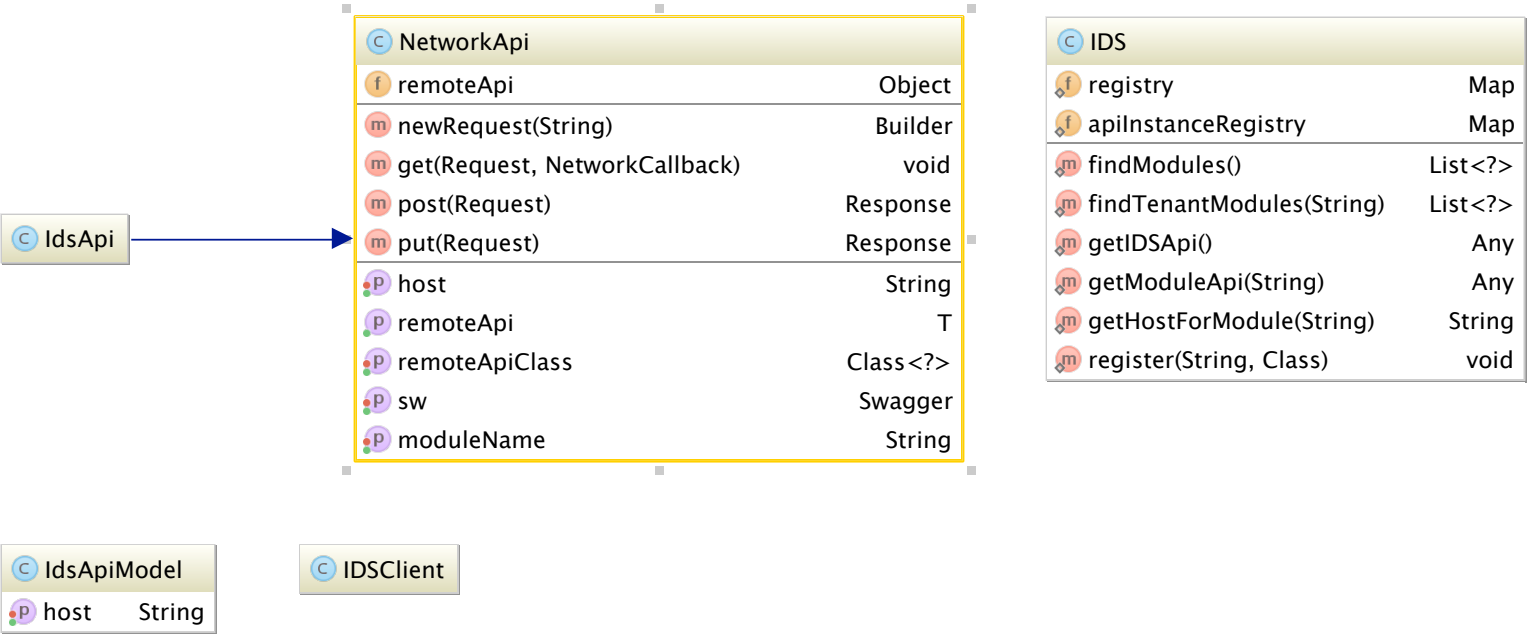 C NetworkApi
f remoteApi Object
m newRequest(String) Builder
m get(Request, NetworkCallback) void
m post(Request) Response
m put(Request) Response
p host String
p remoteApi T
p remoteApiClass Class<?>
p sw Swagger
p moduleName String
C IDS
f registry Map
f apiInstanceRegistry Map
m findModules() List<?>
m findTenantModules(String) List<?>
m getIDSApi() Any
m getModuleApi(String) Any
m getHostForModule(String) String
m register(String, Class) void
C IdsApi
C IdsApiModel
p host String
C IDSClient